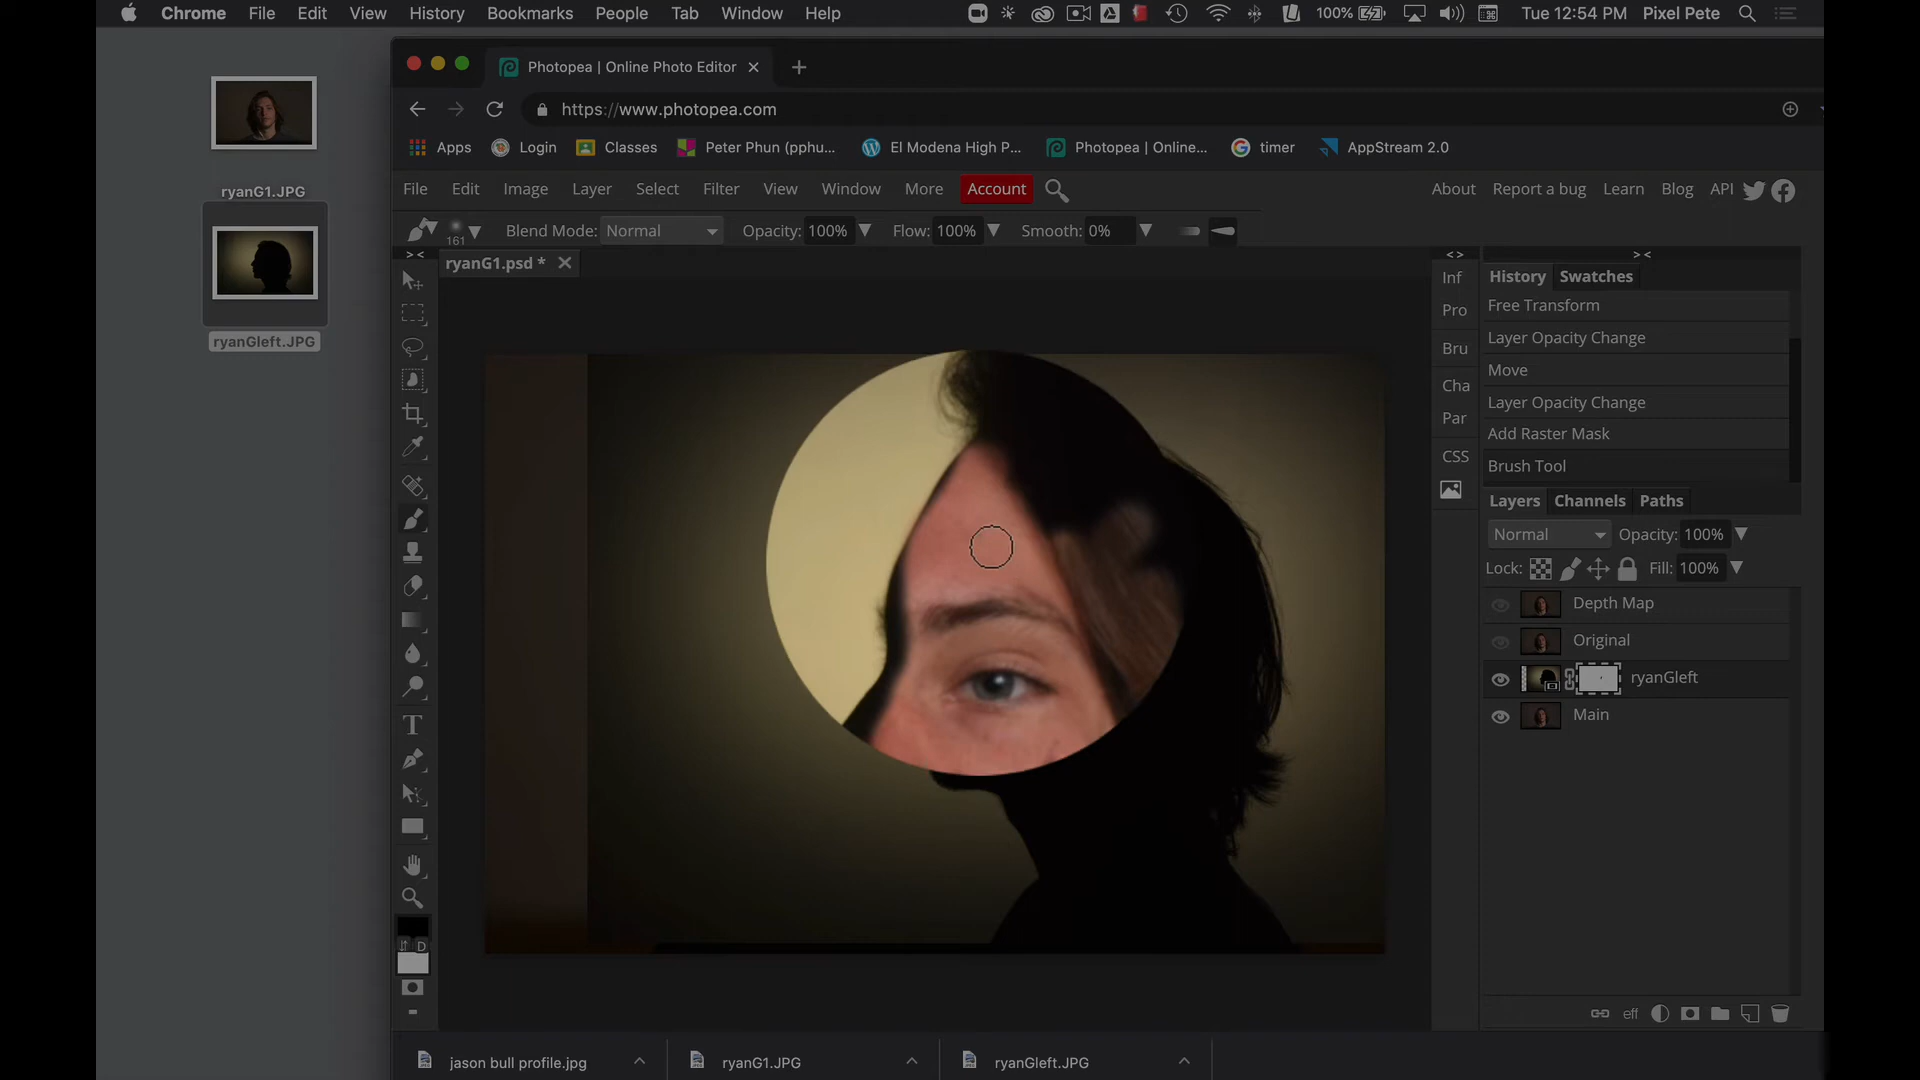 Chrome File Edit View History Bookmarks People Tab Window Help 100% Tue 12:54 PM Pixel Pete
Photopea | Online Photo Editor
https://www.photopea.com
Apps Login Classes Peter Phun (pphu... El Modena High P... Photopea | Online... timer AppStream 2.0
ryanG1.JPG
ryanGleft.JPG
File Edit Image Layer Select Filter View Window More Account About Report a bug Learn Blog API
161 Blend Mode: Normal Opacity: 100% Flow: 100% Smooth: 0%
ryanG1.psd *
Inf
Pro
Bru
Cha
Par
CSS
History Swatches
Free Transform
Layer Opacity Change
Move
Layer Opacity Change
Add Raster Mask
Brush Tool
Layers Channels Paths
Normal Opacity: 100%
Lock: Fill: 100%
Depth Map
Original
ryanGleft
Main
D
eff
jason bull profile.jpg ryanG1.JPG ryanGleft.JPG